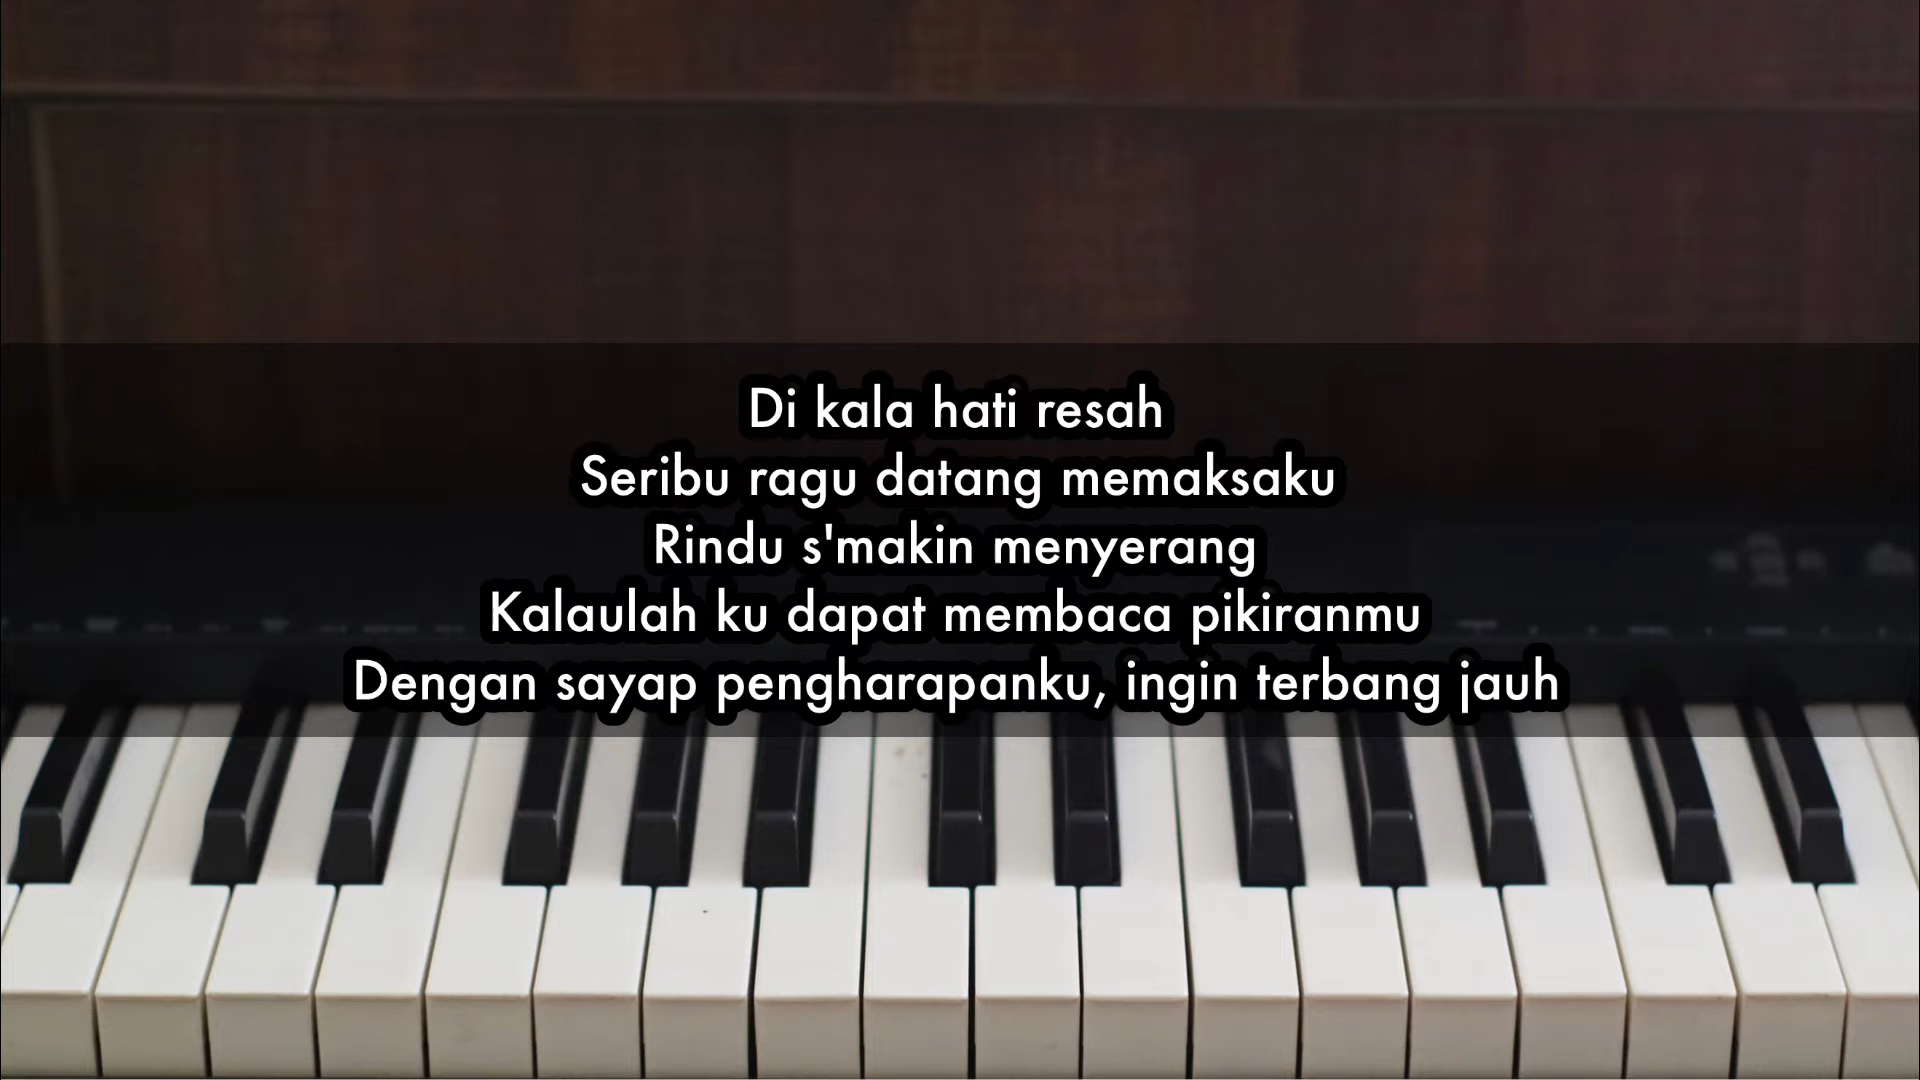 Di kala hati resah
Seribu ragu datang memaksaku
Rindu s'makin menyerang
Kalaulah ku dapat membaca pikiranmu
Dengan sayap pengharapanku, ingin terbang jauh